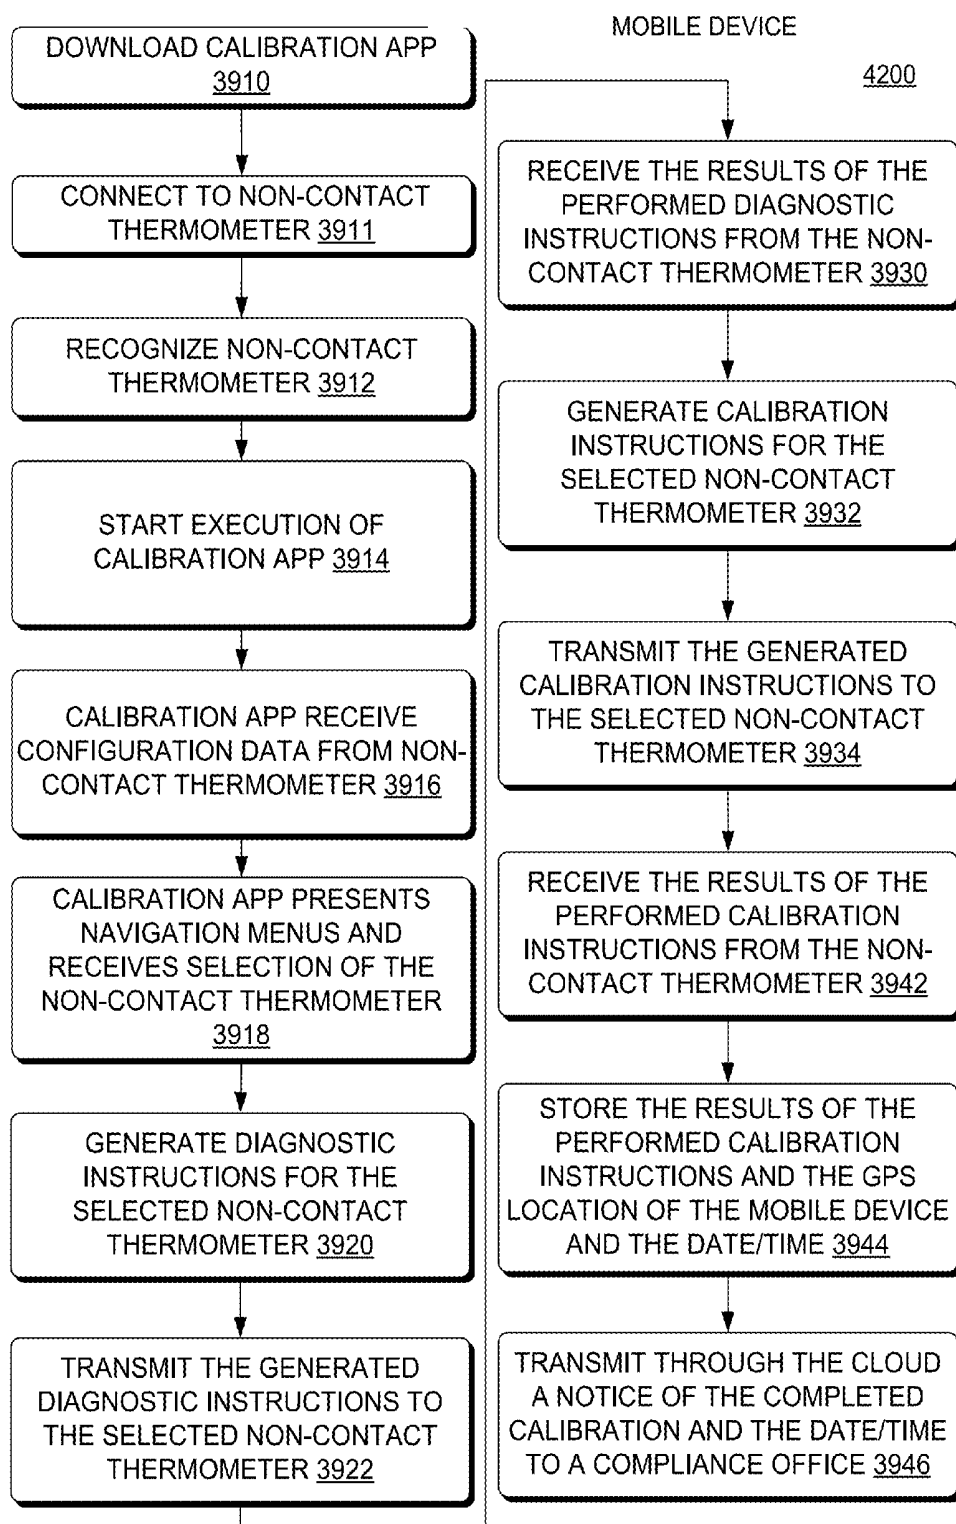 MOBILE DEVICE
4200
DOWNLOAD CALIBRATION APP
3910
CONNECT TO NON-CONTACT
THERMOMETER 3911
RECOGNIZE NON-CONTACT
THERMOMETER 3912
START EXECUTION OF
CALIBRATION APP 3914
CALIBRATION APP RECEIVE
CONFIGURATION DATA FROM NON-
CONTACT THERMOMETER 3916
CALIBRATION APP PRESENTS
NAVIGATION MENUS AND
RECEIVES SELECTION OF THE
NON-CONTACT THERMOMETER
3918
GENERATE DIAGNOSTIC
INSTRUCTIONS FOR THE
SELECTED NON-CONTACT
THERMOMETER 3920
TRANSMIT THE GENERATED
DIAGNOSTIC INSTRUCTIONS TO
THE SELECTED NON-CONTACT
THERMOMETER 3922
RECEIVE THE RESULTS OF THE
PERFORMED DIAGNOSTIC
INSTRUCTIONS FROM THE NON-
CONTACT THERMOMETER 3930
GENERATE CALIBRATION
INSTRUCTIONS FOR THE
SELECTED NON-CONTACT
THERMOMETER 3932
TRANSMIT THE GENERATED
CALIBRATION INSTRUCTIONS TO
THE SELECTED NON-CONTACT
THERMOMETER 3934
RECEIVE THE RESULTS OF THE
PERFORMED CALIBRATION
INSTRUCTIONS FROM THE NON-
CONTACT THERMOMETER 3942
STORE THE RESULTS OF THE
PERFORMED CALIBRATION
INSTRUCTIONS AND THE GPS
LOCATION OF THE MOBILE DEVICE
AND THE DATE/TIME 3944
TRANSMIT THROUGH THE CLOUD
A NOTICE OF THE COMPLETED
CALIBRATION AND THE DATE/TIME
TO A COMPLIANCE OFFICE 3946